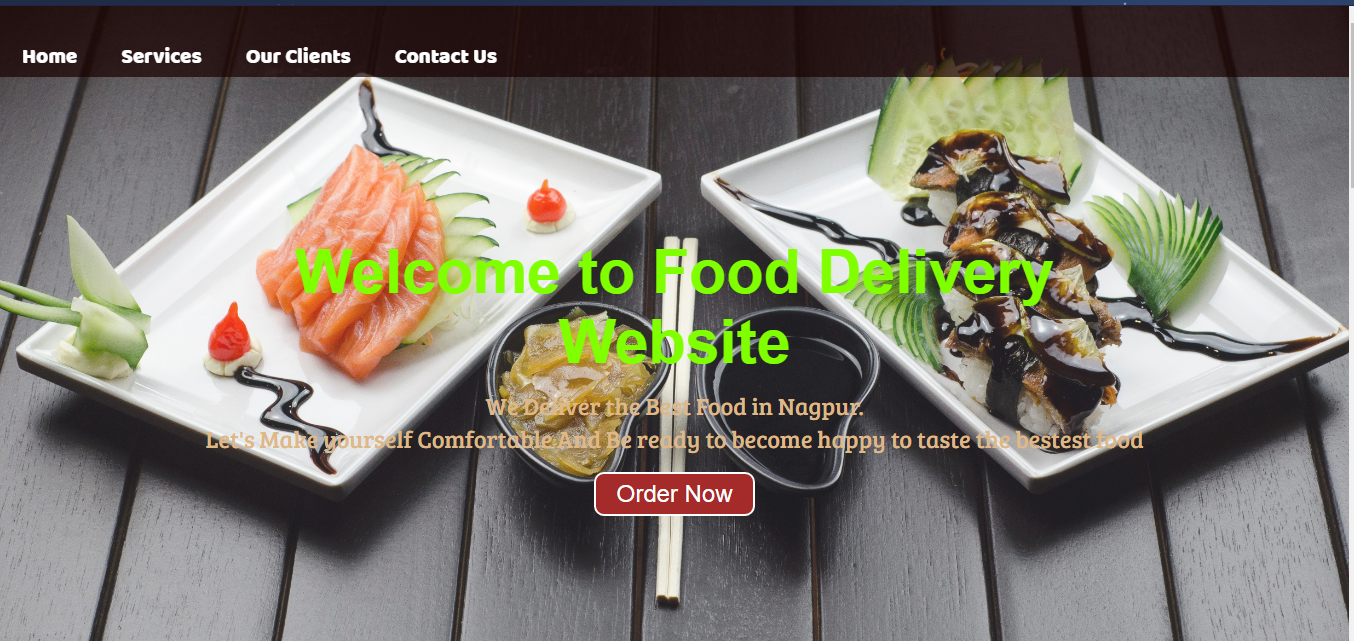 Home Services Our Clients Contact Us
Welcome to Food Delivery
Website
We Deliver the Best Food in Nagpur.
Let's Make yourself Comfortable And Be ready to become happy to taste the bestest food
Order Now